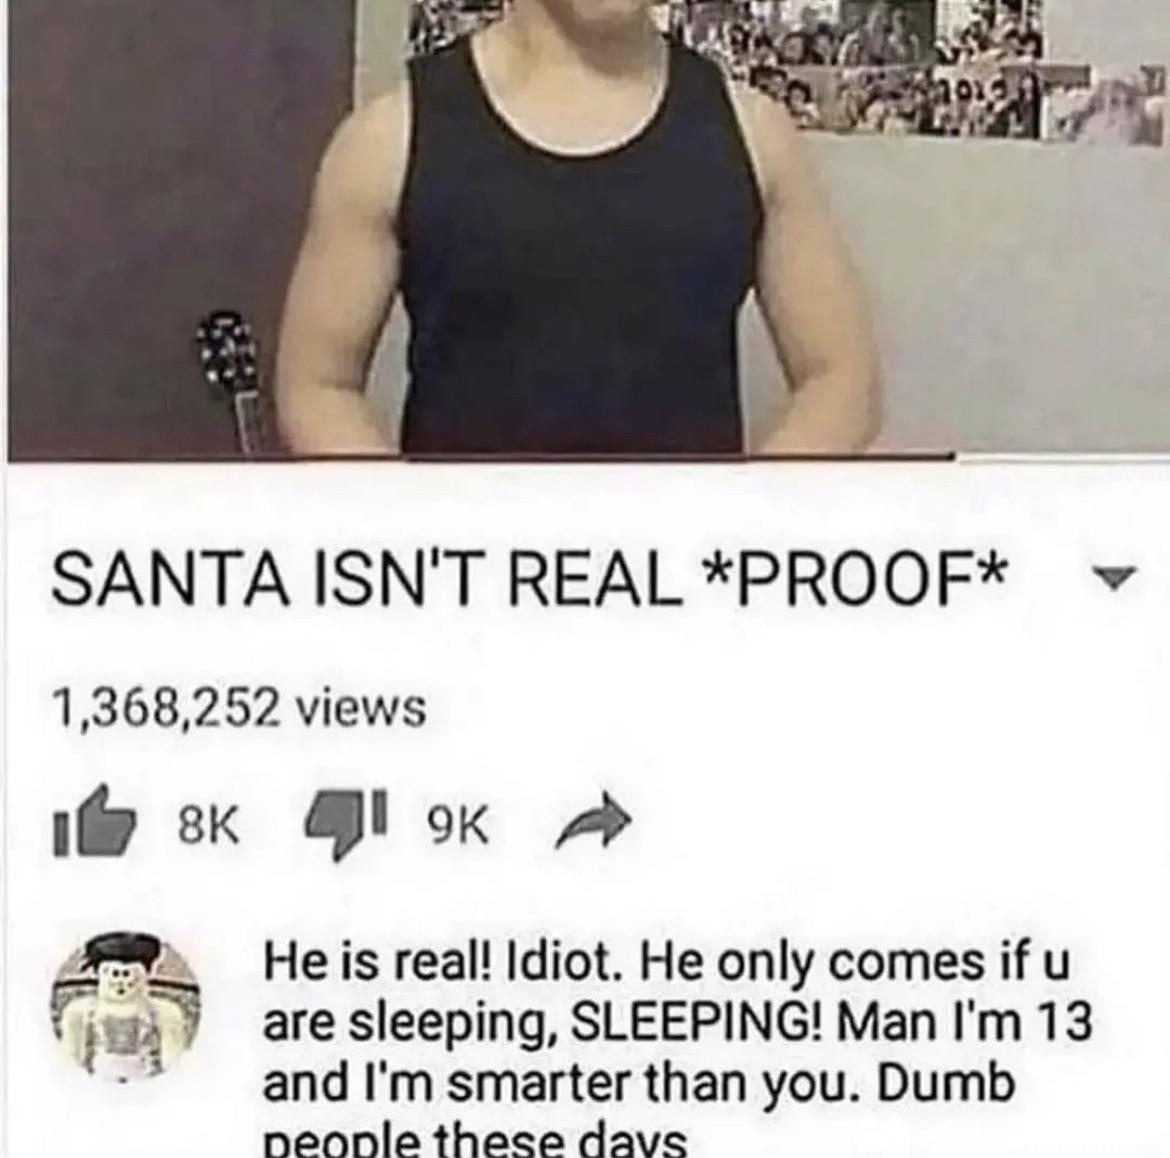 SANTA ISN'T REAL *PROOF*
1,368,252 views
8K 9K
He is real! Idiot. He only comes if u
are sleeping, SLEEPING! Man I'm 13
and I'm smarter than you. Dumb
people these days